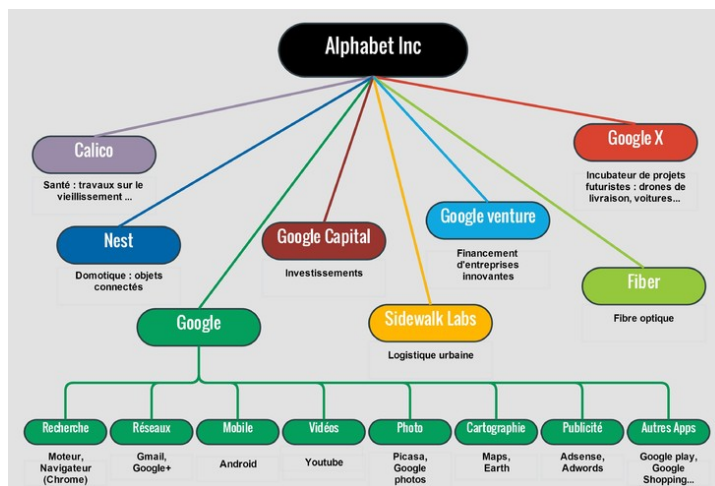 Alphabet Inc
Calico
Santé : travaux sur le
vieillissement ...
Google X
Incubateur de projets
futuristes : drones de
livraison, voitures...
Nest
Domotique : objets
connectés
Google Capital
Investissements
Google venture
Financement
d'entreprises
innovantes
Fiber
Fibre optique
Google
Sidewalk Labs
Logistique urbaine
Recherche
Moteur,
Navigateur
(Chrome)
Réseaux
Gmail,
Google+
Mobile
Android
Vidéos
Youtube
Photo
Picasa,
Google
photos
Cartographie
Maps,
Earth
Publicité
Adsense,
Adwords
Autres Apps
Google play,
Google
Shopping...